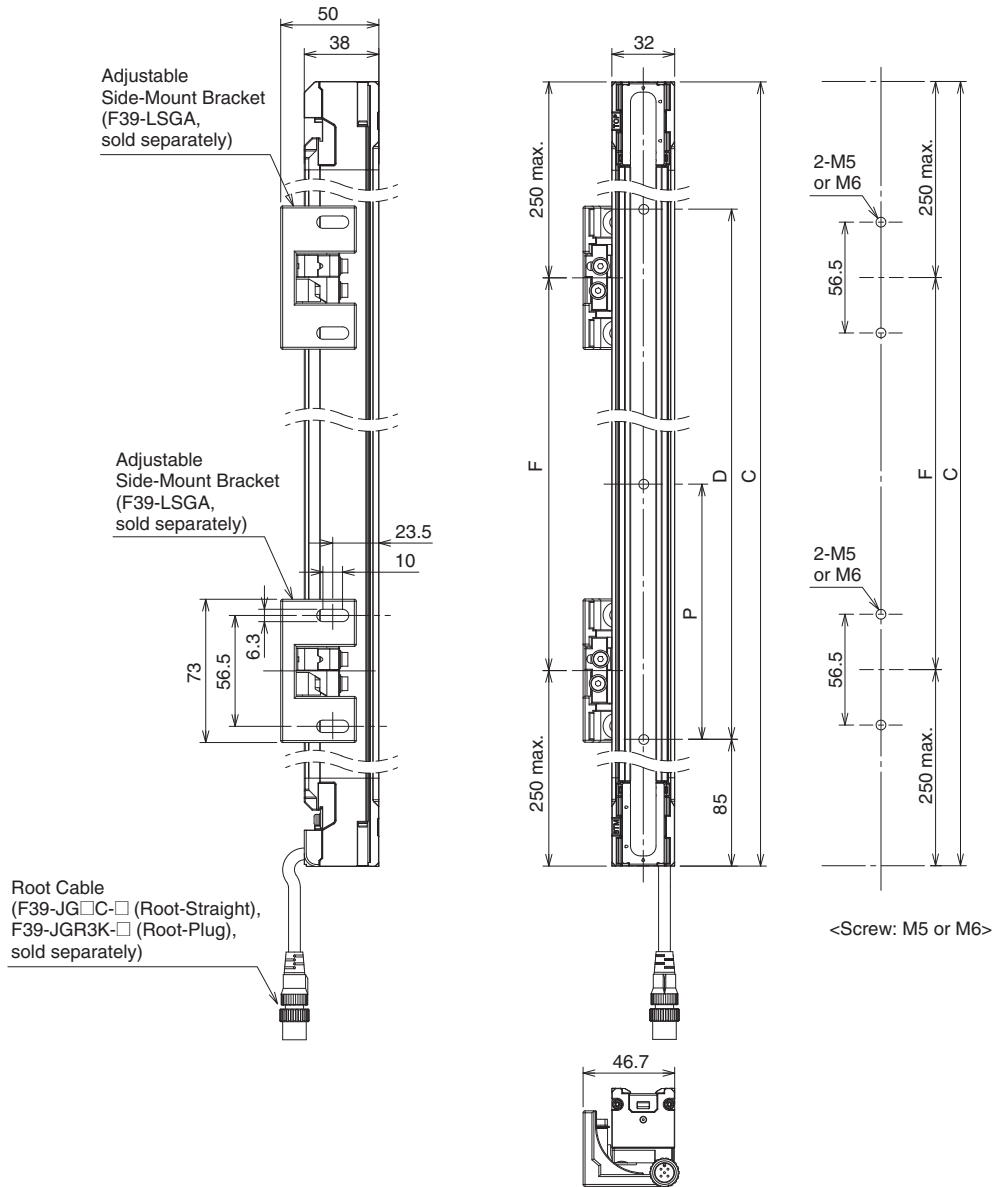 50
38
32
Adjustable
Side-Mount Bracket
(F39-LSGA,
sold separately)
TOP
250 max.
250 max.
2-M5
or M6
56.5
F
D
C
F
C
Adjustable
Side-Mount Bracket
(F39-LSGA,
sold separately)
23.5
10
P
2-M5
or M6
73
56.5
6.3
56.5
250 max.
85
250 max.
BTM
Root Cable
(F39-JG□C-□ (Root-Straight),
F39-JGR3K-□ (Root-Plug),
sold separately)
<Screw: M5 or M6>
46.7